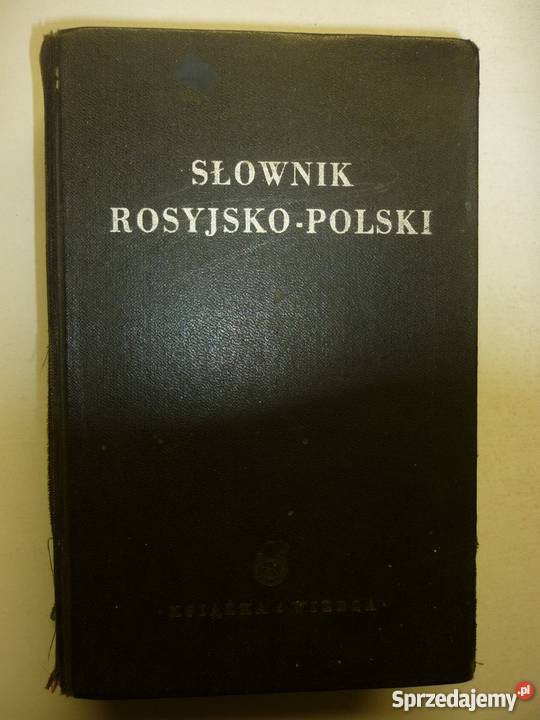 SŁOWNIK
ROSYJSKO-POLSKI
·KSIĄŻKA i WIEDZA·
Sprzedajemy.pl